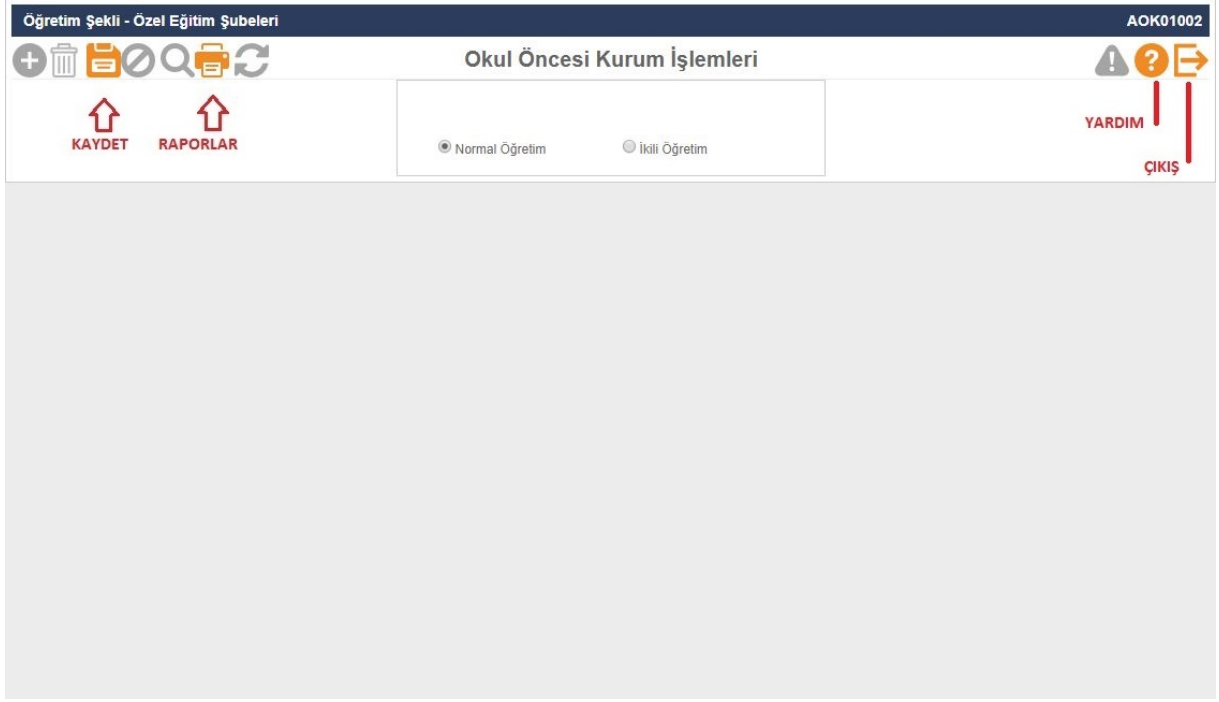 Öğretim Şekli - Özel Eğitim Şubeleri AOK01002
Okul Öncesi Kurum İşlemleri
KAYDET RAPORLAR
Normal Öğretim İkili Öğretim
YARDIM
ÇIKIŞ